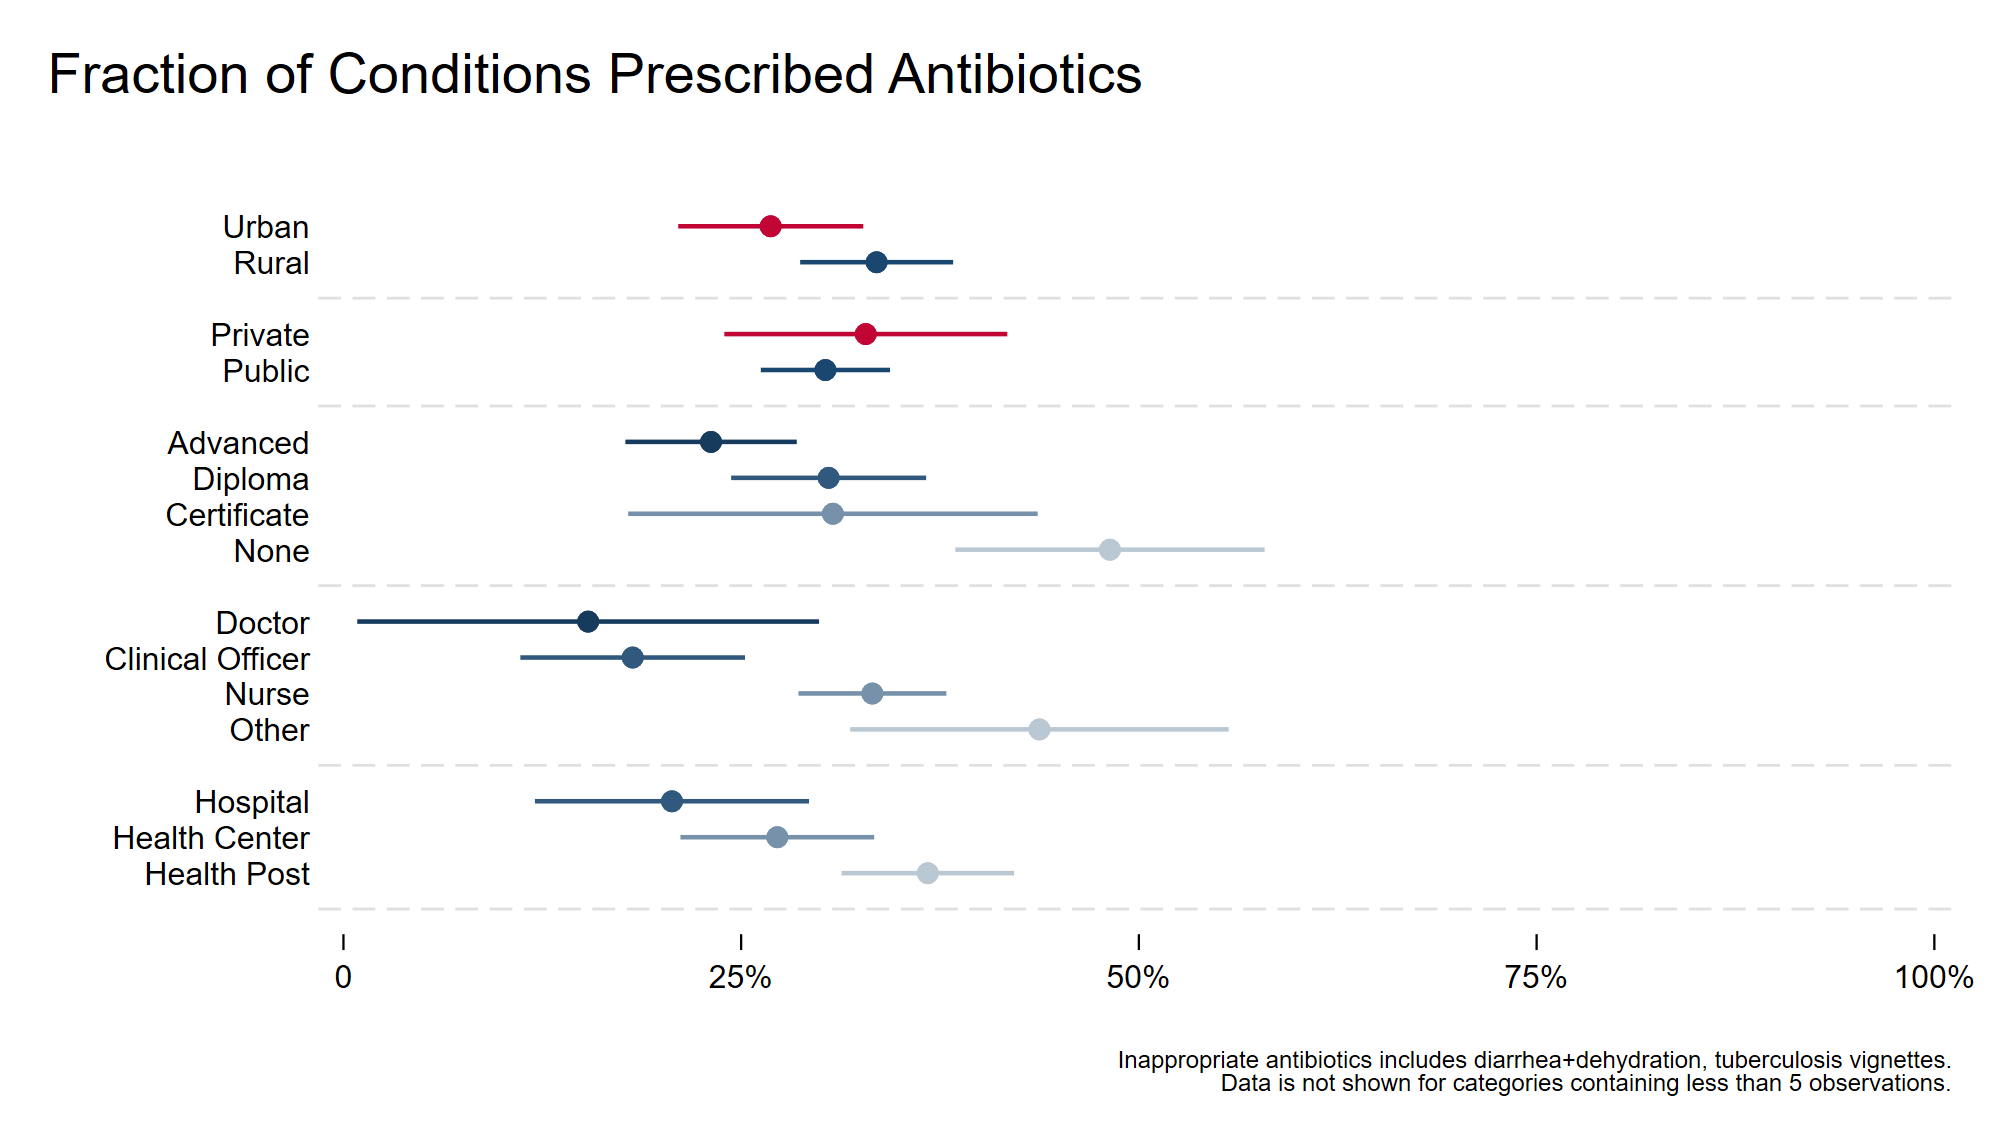 Fraction of Conditions Prescribed Antibiotics
Urban
Rural
Private
Public
Advanced
Diploma
Certificate
None
Doctor
Clinical Officer
Nurse
Other
Hospital
Health Center
Health Post
0 25% 50% 75% 100%
Inappropriate antibiotics includes diarrhea+dehydration, tuberculosis vignettes.
Data is not shown for categories containing less than 5 observations.